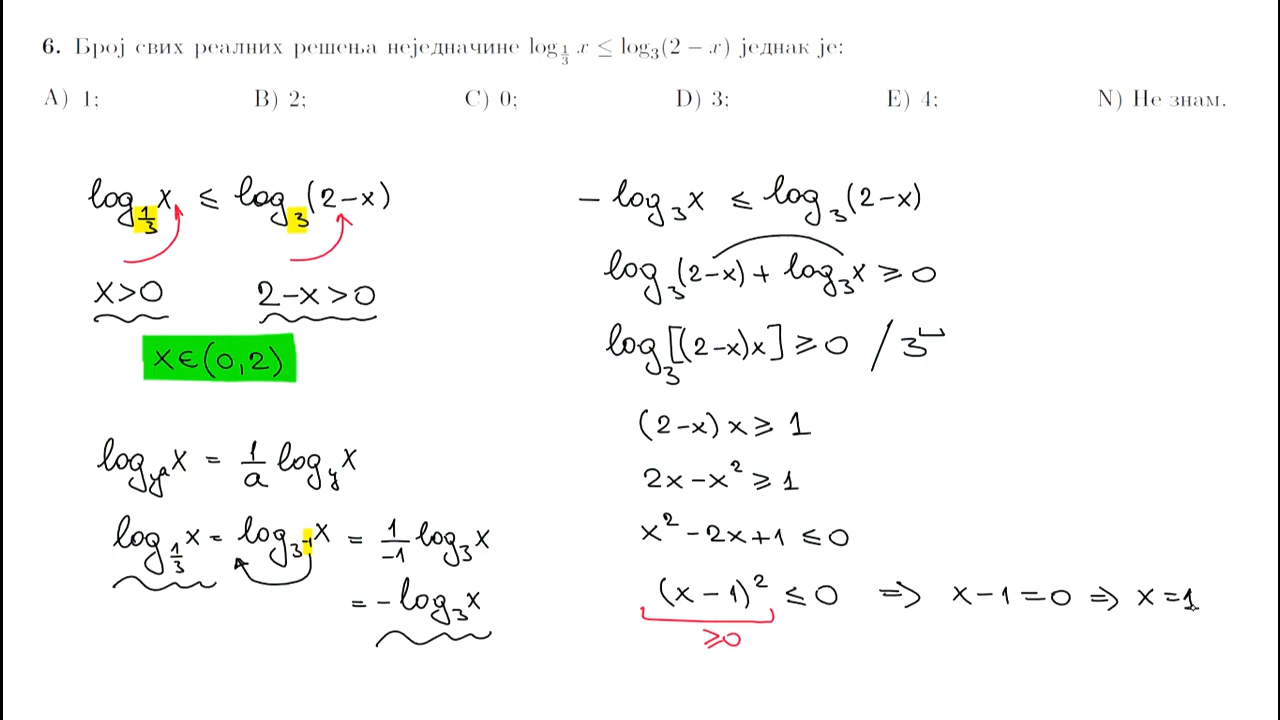 6. Број свих реалних решења неједначине log_{1/3} x ≤ log_3(2 − x) једнак је:
A) 1; B) 2; C) 0; D) 3; E) 4; N) Не знам.
log_{1/3} x ≤ log_3 (2-x)
x>0 2-x>0
x∈(0,2)
log_{y^a} x = 1/a log_y x
log_{1/3} x = log_{3^{-1}} x = 1/-1 log_3 x
= -log_3 x
- log_3 x ≤ log_3 (2-x)
log_3 (2-x) + log_3 x ≥ 0
log_3 [(2-x)x] ≥ 0 / 3^␣
(2-x) x ≥ 1
2x - x² ≥ 1
x² - 2x + 1 ≤ 0
(x - 1)² ≤ 0 ⇒ x - 1 = 0 ⇒ x = 1
≥0